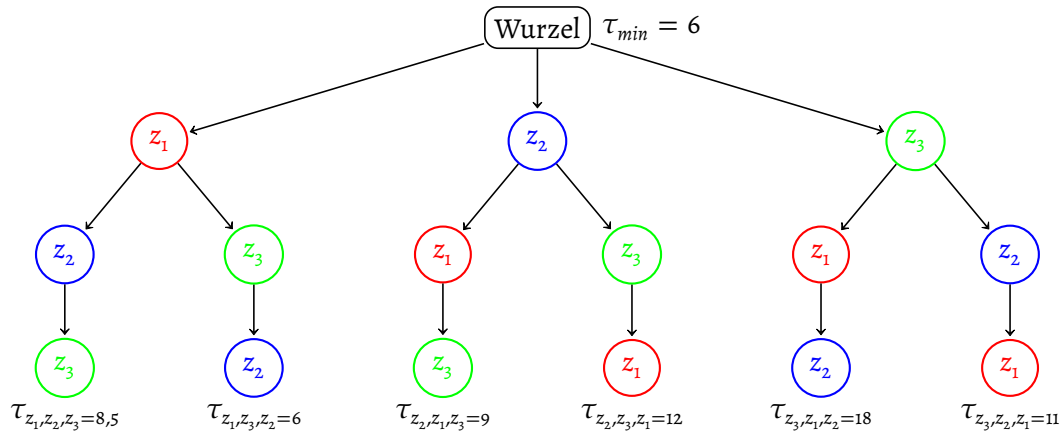 Wurzel τ_min = 6
z₁ z₂ z₃
z₂ z₃ z₁ z₃ z₁ z₂
z₃ z₂ z₃ z₁ z₂ z₁
τ_{z₁,z₂,z₃=8,5} τ_{z₁,z₃,z₂=6} τ_{z₂,z₁,z₃=9} τ_{z₂,z₃,z₁=12} τ_{z₃,z₁,z₂=18} τ_{z₃,z₂,z₁=11}